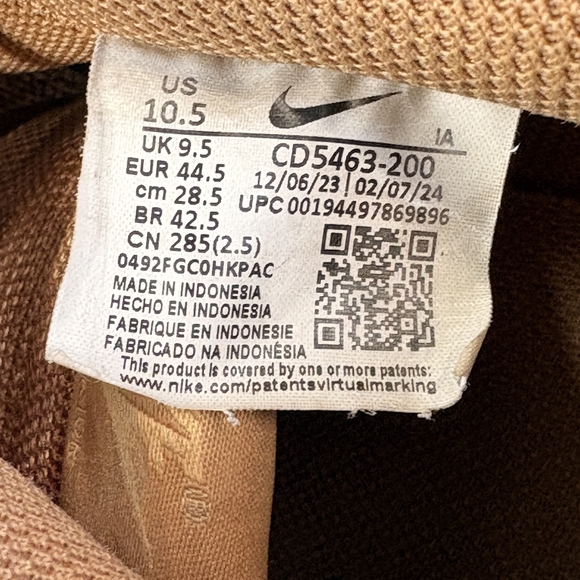 US
10.5
IA
UK 9.5
CD5463-200
EUR 44.5
12/06/23 | 02/07/24
cm 28.5
UPC 00194497869896
BR 42.5
CN 285(2.5)
0492FGC0HKPAC
MADE IN INDONESIA
HECHO EN INDONESIA
FABRIQUE EN INDONESIE
FABRICADO NA INDONÉSIA
This product is covered by one or more patents:
www.nike.com/patentsvirtualmarking